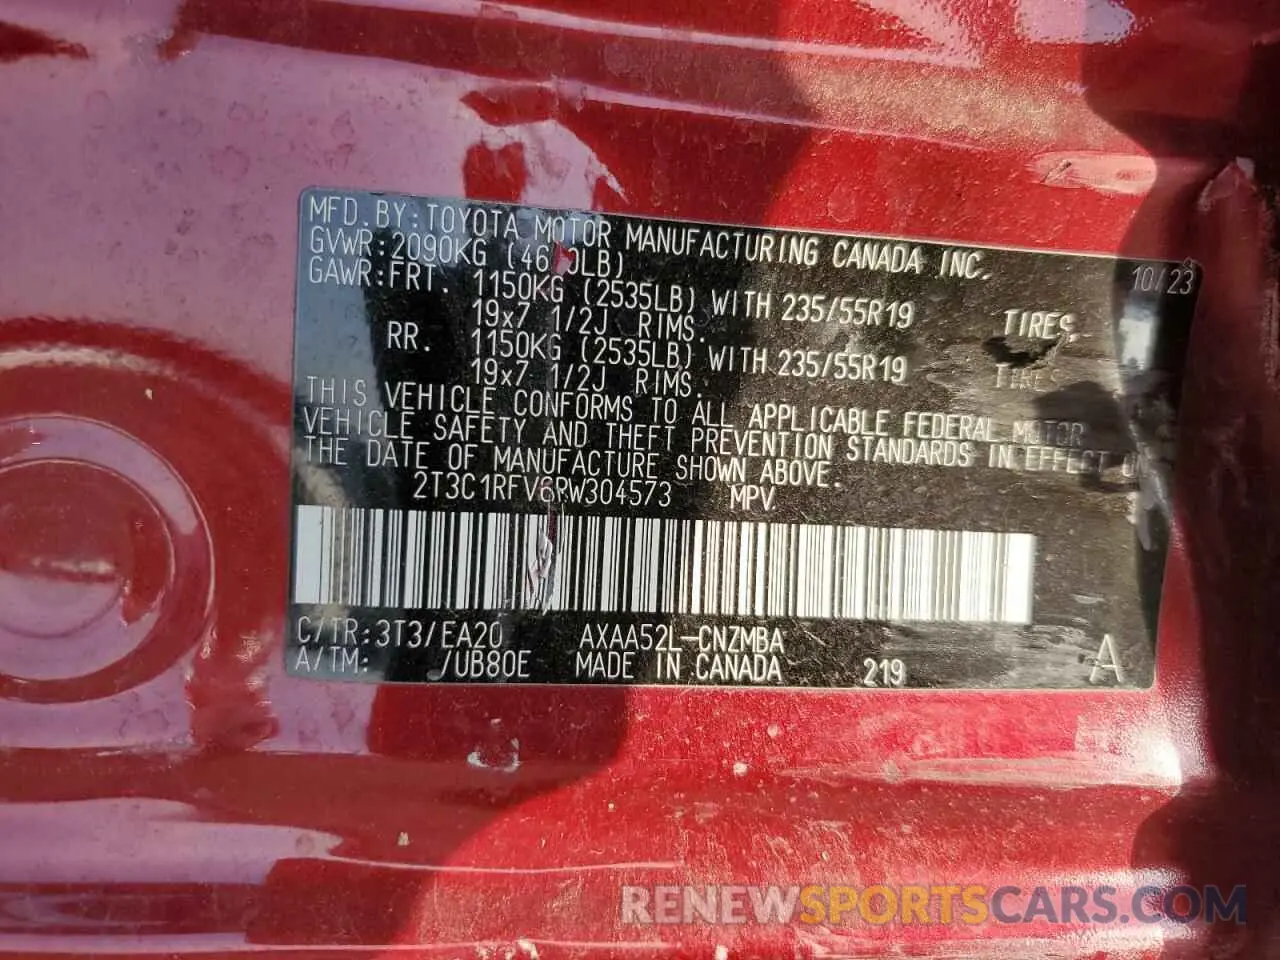 MFD. BY: TOYOTA MOTOR MANUFACTURING CANADA INC. 10/23
GVWR: 2090KG
GAWR: FRT. 1150KG (2535LB) WITH 235/55R19 TIRES,
19x7 1/2J RIMS.
RR. 1150KG (2535LB) WITH 235/55R19 TIRES
19x7 1/2J RIMS.
THIS VEHICLE CONFORMS TO ALL APPLICABLE FEDERAL MOTOR
VEHICLE SAFETY AND THEFT PREVENTION STANDARDS IN EFFECT
THE DATE OF MANUFACTURE SHOWN ABOVE.
2T3C1RFV6RW304573 MPV
C/TR: 3T3/EA20 AXAA52L-CNZMBA
A/TM: /UB80E MADE IN CANADA 219 A
RENEWSPORTSCARS.COM